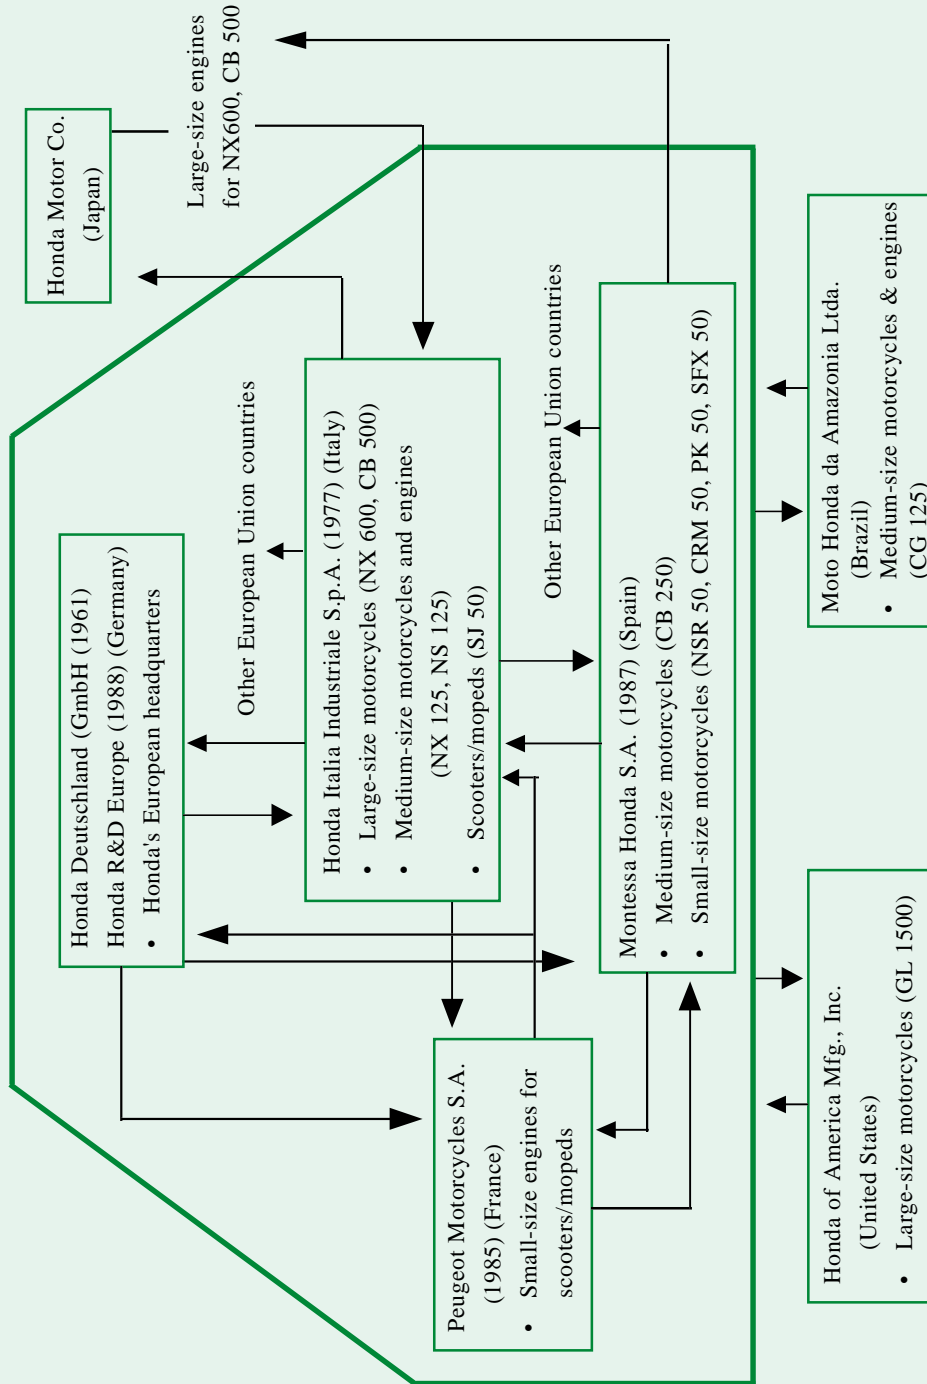 Honda Motor Co.
(Japan)
Large-size engines
for NX600, CB 500
Honda Deutschland (GmbH (1961)
Honda R&D Europe (1988) (Germany)
• Honda's European headquarters
Other European Union countries
Honda Italia Industriale S.p.A. (1977) (Italy)
• Large-size motorcycles (NX 600, CB 500)
• Medium-size motorcycles and engines
(NX 125, NS 125)
• Scooters/mopeds (SJ 50)
Peugeot Motorcycles S.A.
(1985) (France)
• Small-size engines for
scooters/mopeds
Other European Union countries
Montessa Honda S.A. (1987) (Spain)
• Medium-size motorcycles (CB 250)
• Small-size motorcycles (NSR 50, CRM 50, PK 50, SFX 50)
Honda of America Mfg., Inc.
(United States)
• Large-size motorcycles (GL 1500)
Moto Honda da Amazonia Ltda.
(Brazil)
• Medium-size motorcycles & engines
(CG 125)